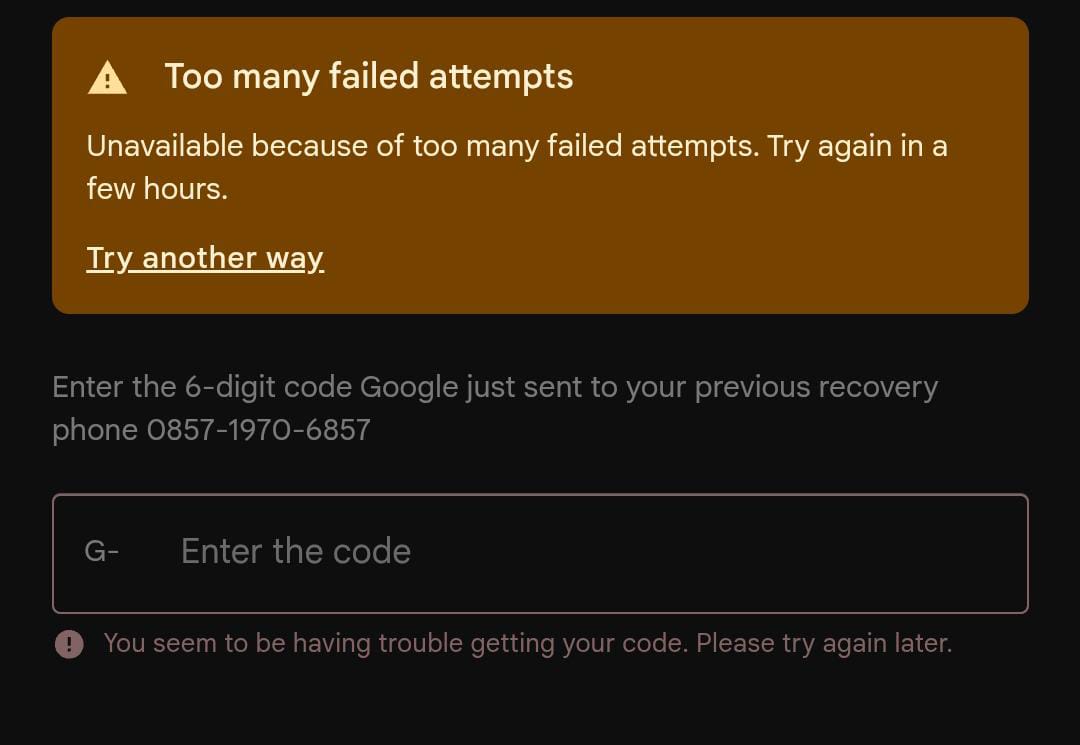 Too many failed attempts
Unavailable because of too many failed attempts. Try again in a
few hours.
Try another way
Enter the 6-digit code Google just sent to your previous recovery
phone 0857-1970-6857
G- Enter the code
You seem to be having trouble getting your code. Please try again later.